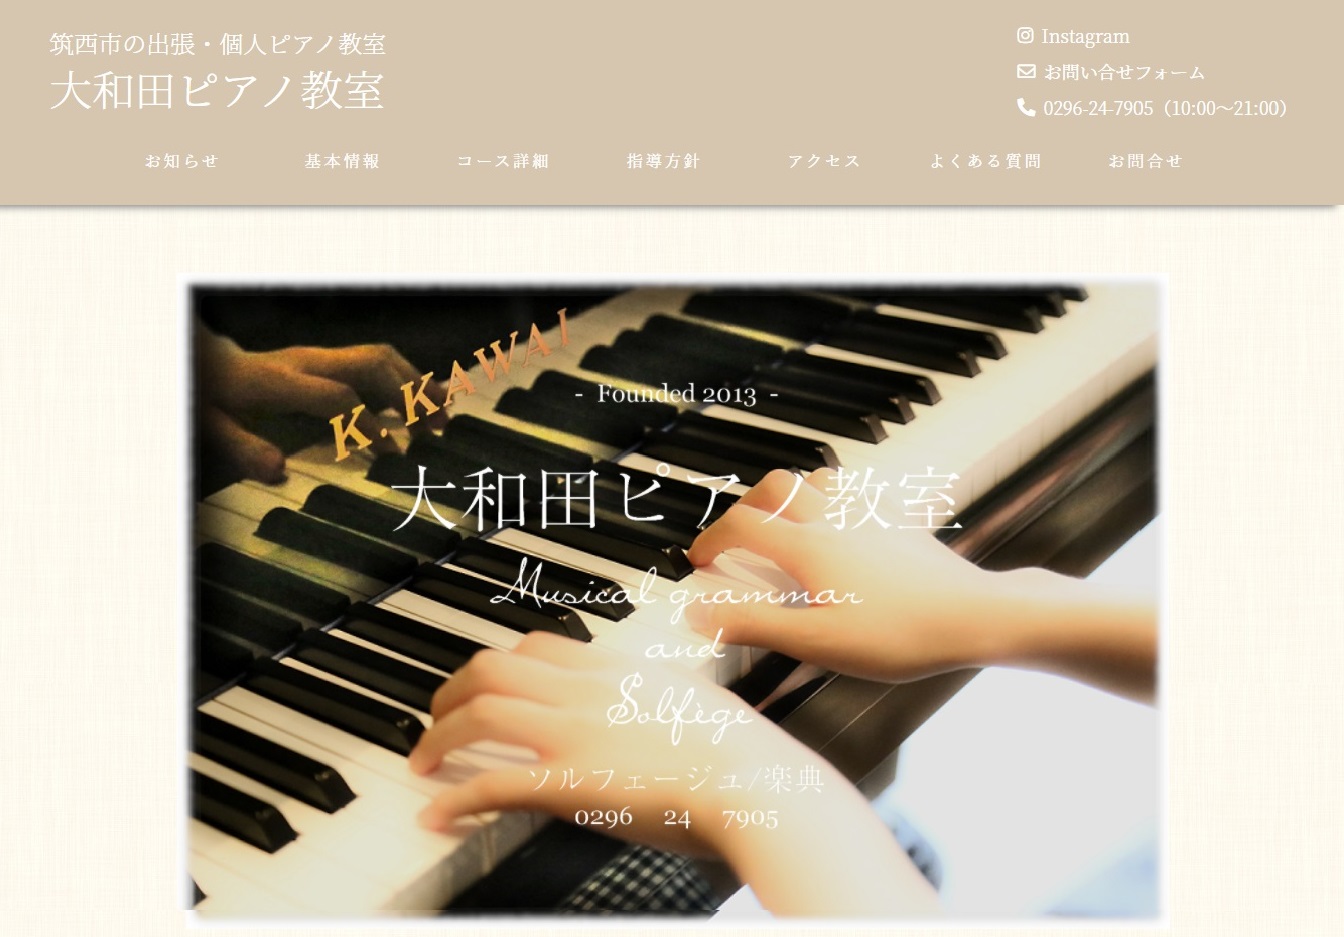 筑西市の出張・個人ピアノ教室
大和田ピアノ教室
Instagram
お問い合せフォーム
0296-24-7905（10:00〜21:00）
お知らせ
基本情報
コース詳細
指導方針
アクセス
よくある質問
お問合せ
K. KAWAI
- Founded 2013 -
大和田ピアノ教室
Musical grammar
and
Solfège
ソルフェージュ/楽典
0296 24 7905